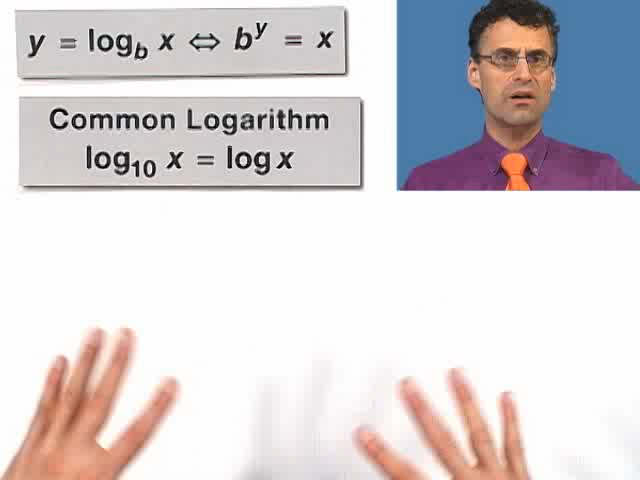 y = log_b x ⇔ b^y = x
Common Logarithm
log_10 x = log x